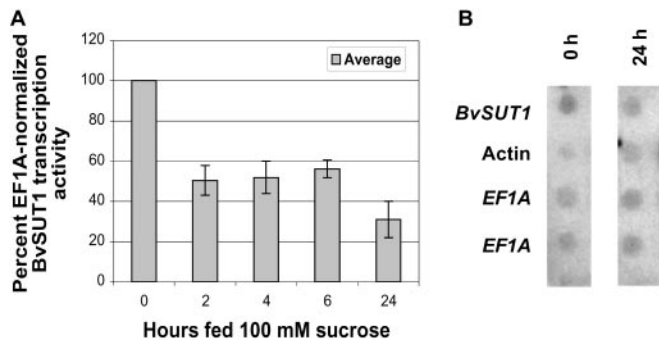 A
Percent EF1A-normalized
BvSUT1 transcription
activity
120
100
80
60
40
20
0
Average
0 2 4 6 24
Hours fed 100 mM sucrose
B
0 h 24 h
BvSUT1
Actin
EF1A
EF1A